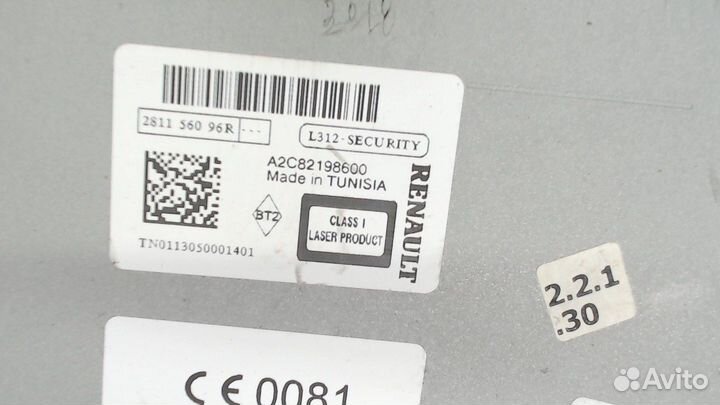 2811 560 96R ---
L312-SECURITY
A2C82198600
Made in TUNISIA
BT2
CLASS I
LASER PRODUCT
RENAULT
TN0113050001401
2.2.1
.30
CE 0081
Avito